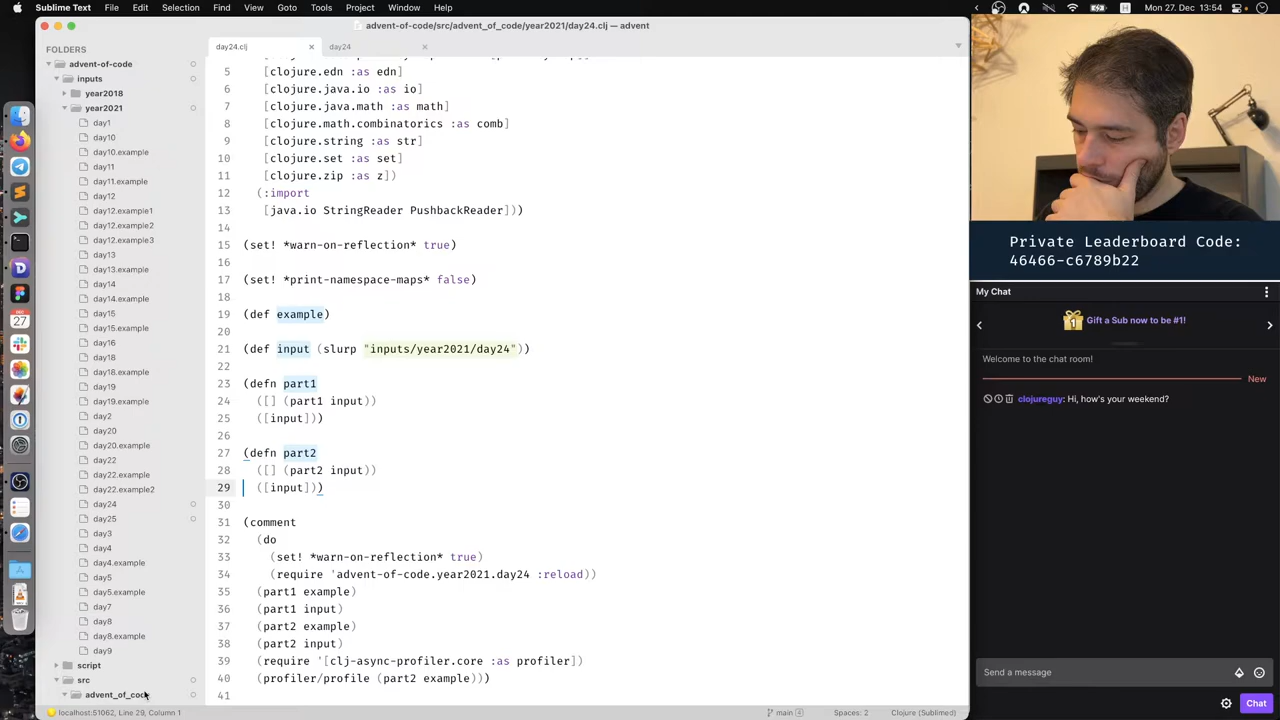 Sublime Text File Edit Selection Find View Goto Tools Project Window Help
Mon 27. Dec 13:54
advent-of-code/src/advent_of_code/year2021/day24.clj — advent
day24.clj
day24
FOLDERS
advent-of-code
inputs
year2018
year2021
day1
day10
day10.example
day11
day11.example
day12
day12.example1
day12.example2
day12.example3
day13
day13.example
day14
day14.example
day15
day15.example
day16
day18
day18.example
day19
day19.example
day2
day20
day20.example
day22
day22.example
day22.example2
day24
day25
day3
day4
day4.example
day5
day5.example
day7
day8
day8.example
day9
script
src
advent_of_code
5 [clojure.edn :as edn]
6 [clojure.java.io :as io]
7 [clojure.java.math :as math]
8 [clojure.math.combinatorics :as comb]
9 [clojure.string :as str]
10 [clojure.set :as set]
11 [clojure.zip :as z])
12 (:import
13 [java.io StringReader PushbackReader]))
14
15 (set! *warn-on-reflection* true)
16
17 (set! *print-namespace-maps* false)
18
19 (def example)
20
21 (def input (slurp "inputs/year2021/day24"))
22
23 (defn part1
24 ([] (part1 input))
25 ([input]))
26
27 (defn part2
28 ([] (part2 input))
29 ([input]))
30
31 (comment
32 (do
33 (set! *warn-on-reflection* true)
34 (require 'advent-of-code.year2021.day24 :reload))
35 (part1 example)
36 (part1 input)
37 (part2 example)
38 (part2 input)
39 (require '[clj-async-profiler.core :as profiler])
40 (profiler/profile (part2 example)))
41
localhost:51062, Line 29, Column 1
main 4
Spaces: 2
Clojure (Sublimed)
Private Leaderboard Code:
46466-c6789b22
My Chat
1 Gift a Sub now to be #1!
Welcome to the chat room!
New
clojureguy: Hi, how's your weekend?
Send a message
Chat